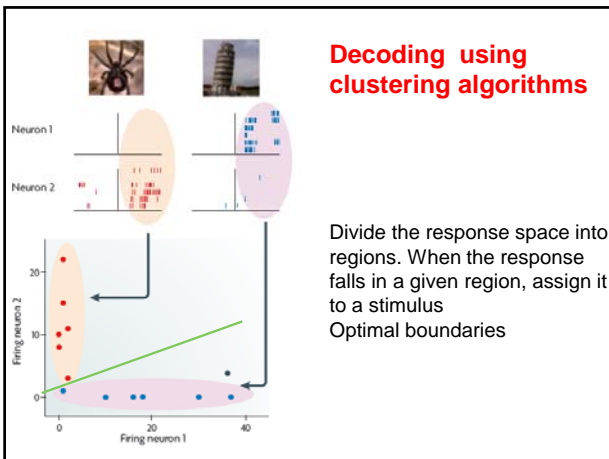 Decoding using
clustering algorithms
Neuron 1
Neuron 2
Divide the response space into
regions. When the response
falls in a given region, assign it
to a stimulus
Optimal boundaries
Firing neuron 2
20
10
0
0
20
40
Firing neuron 1